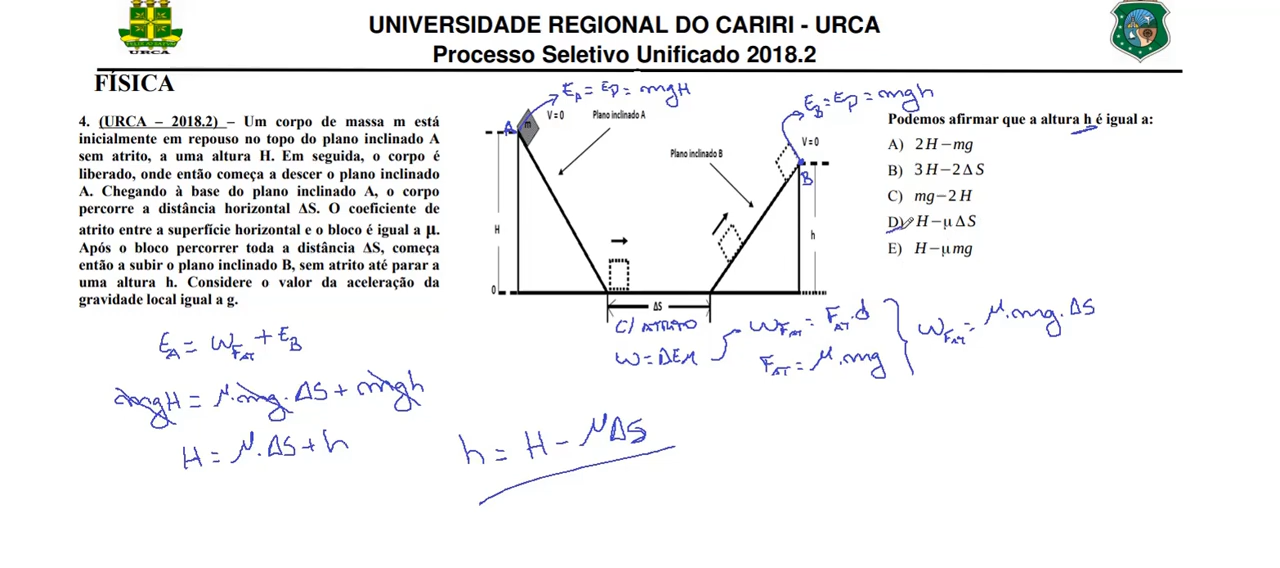 URCA
UNIVERSIDADE REGIONAL DO CARIRI - URCA
Processo Seletivo Unificado 2018.2
FÍSICA
4. (URCA – 2018.2) – Um corpo de massa m está
inicialmente em repouso no topo do plano inclinado A
sem atrito, a uma altura H. Em seguida, o corpo é
liberado, onde então começa a descer o plano inclinado
A. Chegando à base do plano inclinado A, o corpo
percorre a distância horizontal ΔS. O coeficiente de
atrito entre a superfície horizontal e o bloco é igual a μ.
Após o bloco percorrer toda a distância ΔS, começa
então a subir o plano inclinado B, sem atrito até parar a
uma altura h. Considere o valor da aceleração da
gravidade local igual a g.
E_A = E_P = mgH
A
m
V=0
Plano inclinado A
H
0
ΔS
Plano inclinado B
E_B = E_P = mgh
V=0
B
h
Podemos afirmar que a altura h é igual a:
A) 2H−mg
B) 3H−2ΔS
C) mg−2H
D) H−μΔS
E) H−μmg
C/ ATRITO
W = ΔEM
W_FAT = F_AT . d
F_AT = μ . mg
W_FAT = μ . mg . ΔS
E_A = W_FAT + E_B
mgH = μ . mg . ΔS + mgh
H = μ . ΔS + h
h = H − μΔS